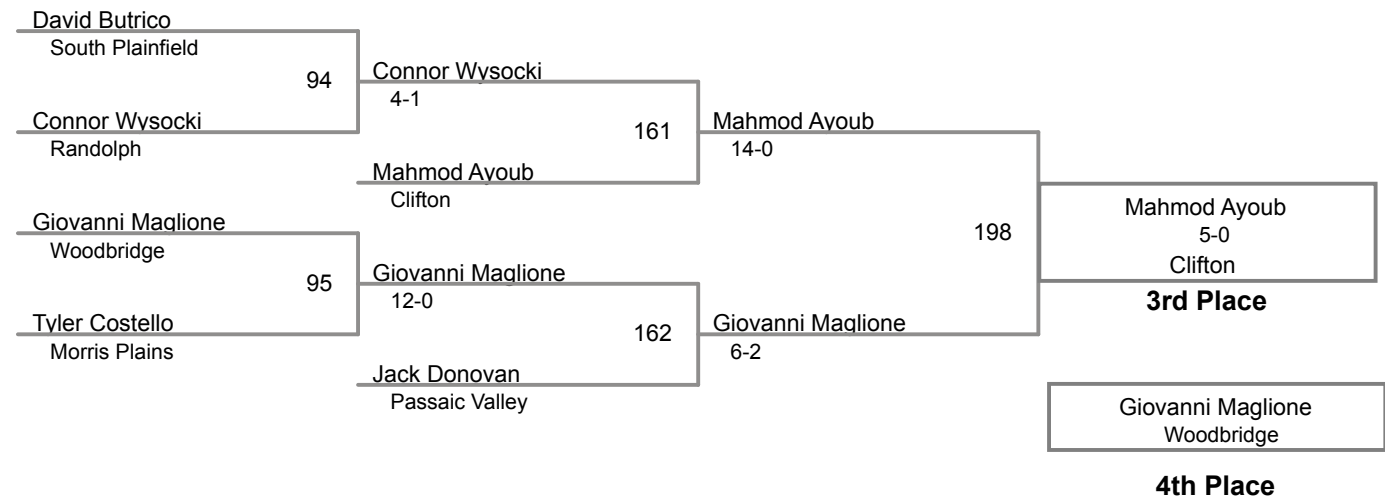 David Butrico
South Plainfield
94
Connor Wysocki
4-1
Connor Wysocki
Randolph
161
Mahmod Ayoub
14-0
Mahmod Ayoub
Clifton
Giovanni Maglione
Woodbridge
198
Mahmod Ayoub
5-0
Clifton
3rd Place
95
Giovanni Maglione
12-0
Tyler Costello
Morris Plains
162
Giovanni Maglione
6-2
Jack Donovan
Passaic Valley
Giovanni Maglione
Woodbridge
4th Place